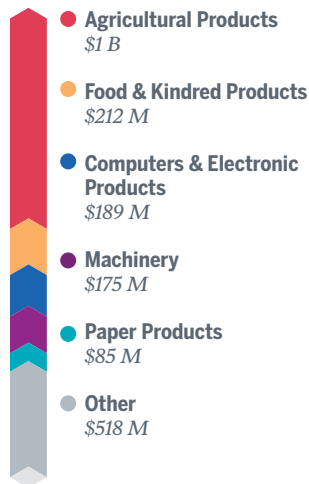 Agricultural Products
$1 B
Food & Kindred Products
$212 M
Computers & Electronic
Products
$189 M
Machinery
$175 M
Paper Products
$85 M
Other
$518 M